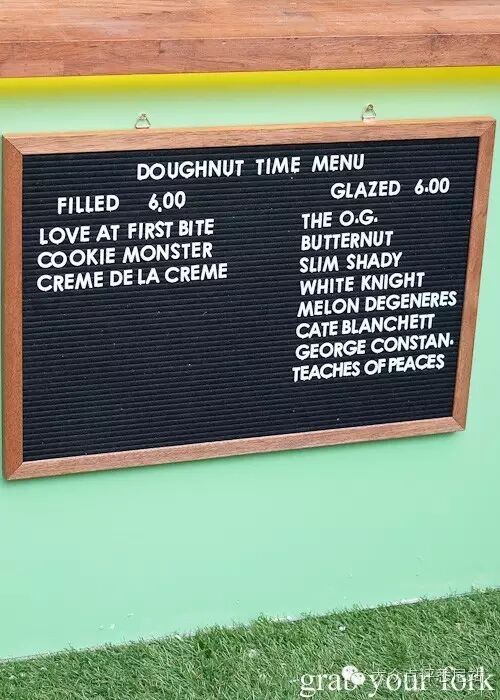 DOUGHNUT TIME MENU
FILLED 6.00
LOVE AT FIRST BITE
COOKIE MONSTER
CREME DE LA CREME
GLAZED 6.00
THE O.G.
BUTTERNUT
SLIM SHADY
WHITE KNIGHT
MELON DEGENERES
CATE BLANCHETT
GEORGE CONSTAN.
TEACHES OF PEACES
grab your fork